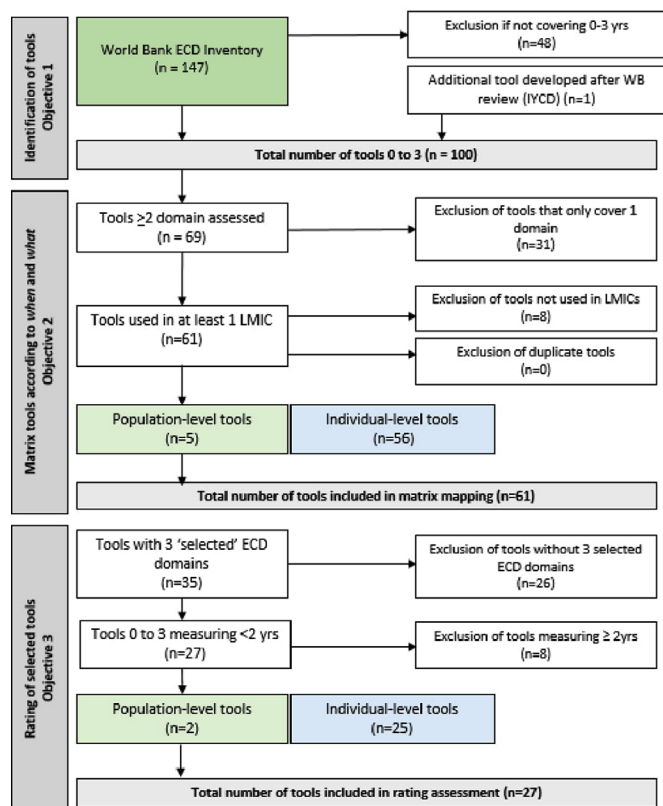 Identification of tools
Objective 1
World Bank ECD Inventory
(n = 147)
Exclusion if not covering 0-3 yrs
(n=48)
Additional tool developed after WB
review (IYCD) (n=1)
Total number of tools 0 to 3 (n = 100)
Matrix tools according to when and what
Objective 2
Tools ≥2 domain assessed
(n = 69)
Exclusion of tools that only cover 1
domain
(n=31)
Tools used in at least 1 LMIC
(n=61)
Exclusion of tools not used in LMICs
(n=8)
Exclusion of duplicate tools
(n=0)
Population-level tools
(n=5)
Individual-level tools
(n=56)
Total number of tools included in matrix mapping (n=61)
Rating of selected tools
Objective 3
Tools with 3 ‘selected’ ECD
domains
(n=35)
Exclusion of tools without 3 selected
ECD domains
(n=26)
Tools 0 to 3 measuring <2 yrs
(n=27)
Exclusion of tools measuring ≥ 2yrs
(n=8)
Population-level tools
(n=2)
Individual-level tools
(n=25)
Total number of tools included in rating assessment (n=27)